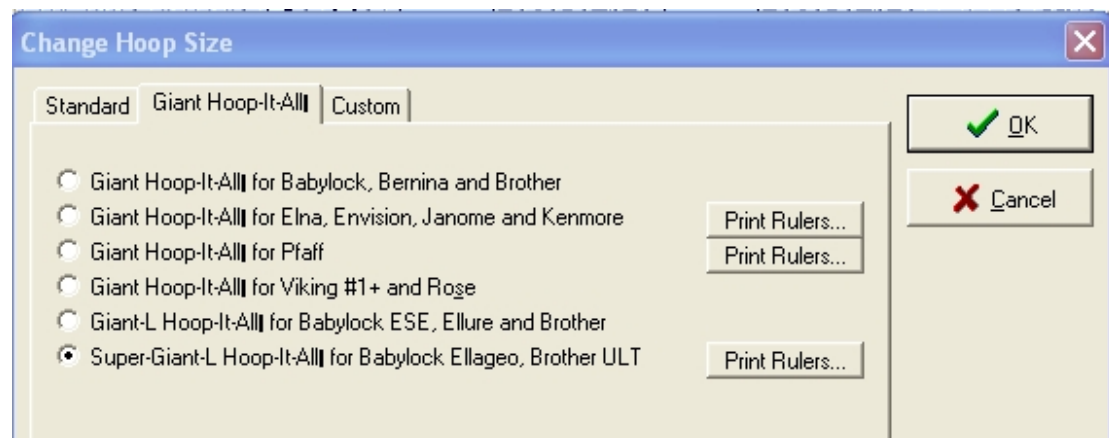 Change Hoop Size
Standard Giant Hoop-It-All Custom
OK
Giant Hoop-It-All for Babylock, Bernina and Brother
Cancel
Giant Hoop-It-All for Elna, Envision, Janome and Kenmore Print Rulers...
Giant Hoop-It-All for Pfaff Print Rulers...
Giant Hoop-It-All for Viking #1+ and Rose
Giant-L Hoop-It-All for Babylock ESE, Ellure and Brother
Super-Giant-L Hoop-It-All for Babylock Ellageo, Brother ULT Print Rulers...